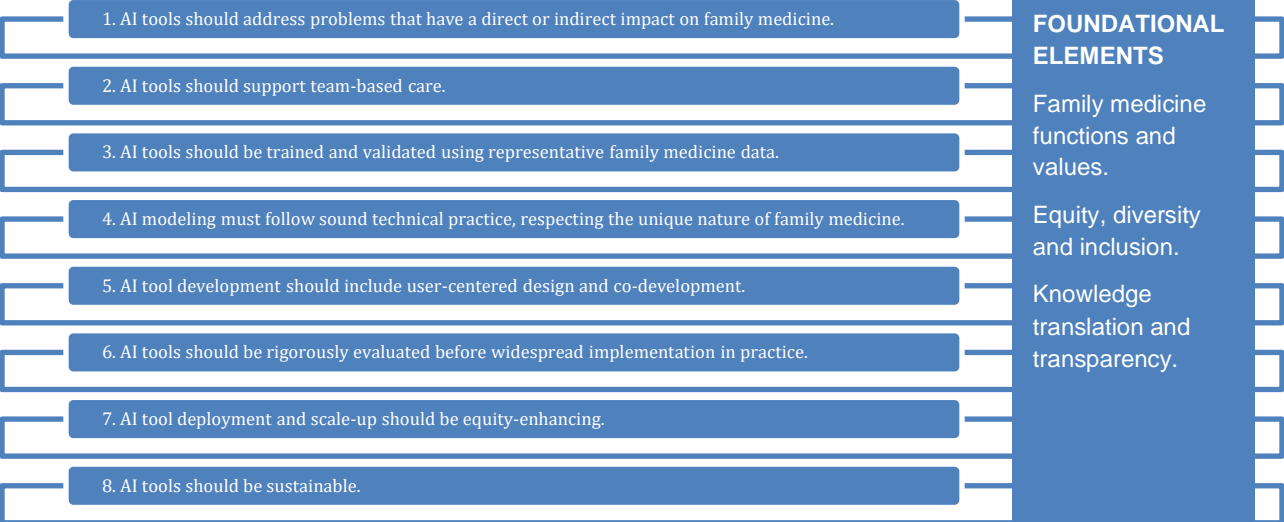 1. AI tools should address problems that have a direct or indirect impact on family medicine.
2. AI tools should support team-based care.
3. AI tools should be trained and validated using representative family medicine data.
4. AI modeling must follow sound technical practice, respecting the unique nature of family medicine.
5. AI tool development should include user-centered design and co-development.
6. AI tools should be rigorously evaluated before widespread implementation in practice.
7. AI tool deployment and scale-up should be equity-enhancing.
8. AI tools should be sustainable.
FOUNDATIONAL
ELEMENTS
Family medicine
functions and
values.
Equity, diversity
and inclusion.
Knowledge
translation and
transparency.